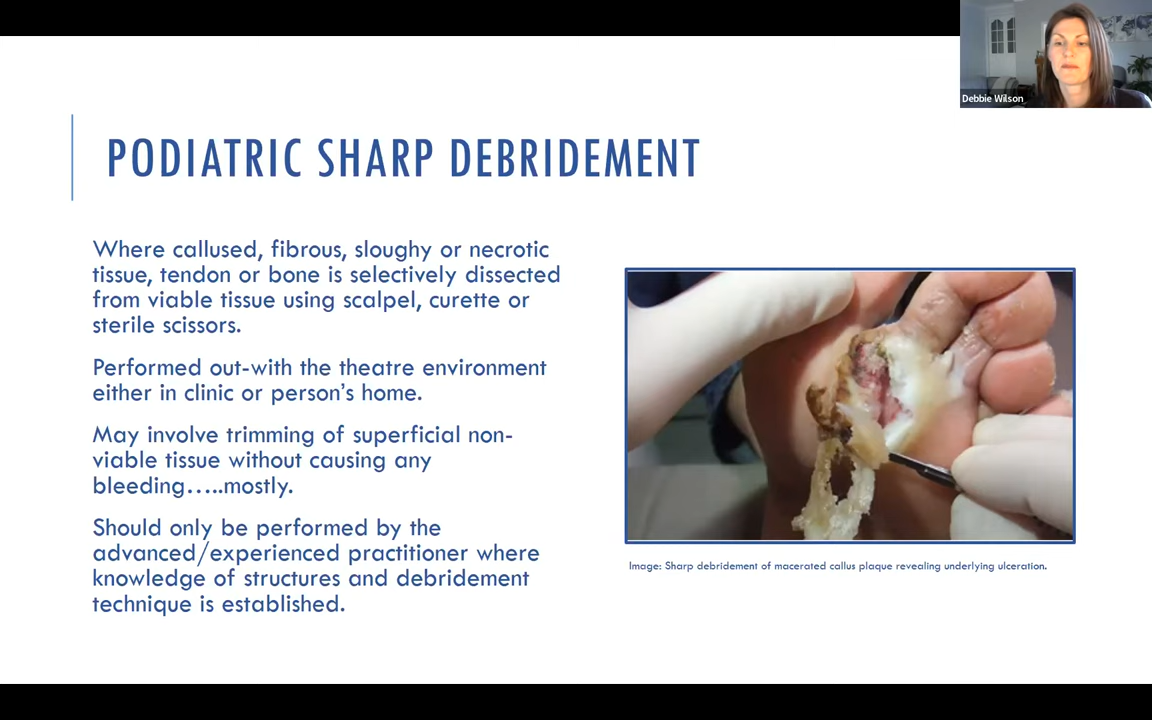 Debbie Wilson
PODIATRIC SHARP DEBRIDEMENT
Where callused, fibrous, sloughy or necrotic
tissue, tendon or bone is selectively dissected
from viable tissue using scalpel, curette or
sterile scissors.
Performed out-with the theatre environment
either in clinic or person’s home.
May involve trimming of superficial non-
viable tissue without causing any
bleeding…..mostly.
Should only be performed by the
advanced/experienced practitioner where
knowledge of structures and debridement
technique is established.
Image: Sharp debridement of macerated callus plaque revealing underlying ulceration.